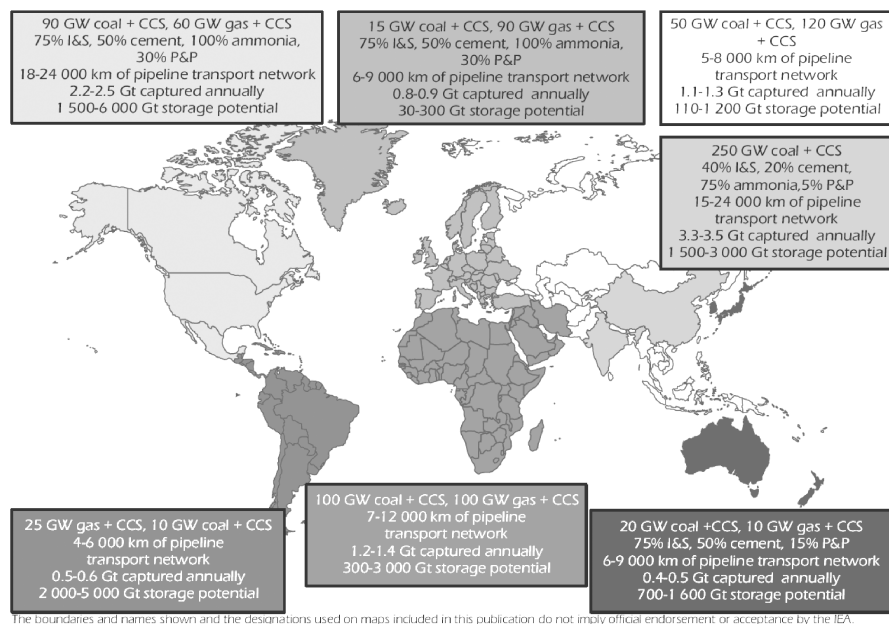 90 GW coal + CCS, 60 GW gas + CCS
75% I&S, 50% cement, 100% ammonia,
30% P&P
18-24 000 km of pipeline transport network
2.2-2.5 Gt captured annually
1 500-6 000 Gt storage potential
15 GW coal + CCS, 90 GW gas + CCS
75% I&S, 50% cement, 100% ammonia,
30% P&P
6-9 000 km of pipeline transport network
0.8-0.9 Gt captured annually
30-300 Gt storage potential
50 GW coal + CCS, 120 GW gas
+ CCS
5-8 000 km of pipeline
transport network
1.1-1.3 Gt captured annually
110-1 200 Gt storage potential
250 GW coal + CCS
40% I&S, 20% cement,
75% ammonia,5% P&P
15-24 000 km of pipeline
transport network
3.3-3.5 Gt captured annually
1 500-3 000 Gt storage potential
25 GW gas + CCS, 10 GW coal + CCS
4-6 000 km of pipeline
transport network
0.5-0.6 Gt captured annually
2 000-5 000 Gt storage potential
100 GW coal + CCS, 100 GW gas + CCS
7-12 000 km of pipeline
transport network
1.2-1.4 Gt captured annually
300-3 000 Gt storage potential
20 GW coal +CCS, 10 GW gas + CCS
75% I&S, 50% cement, 15% P&P
6-9 000 km of pipeline transport network
0.4-0.5 Gt captured annually
700-1 600 Gt storage potential
The boundaries and names shown and the designations used on maps included in this publication do not imply official endorsement or acceptance by the IEA.